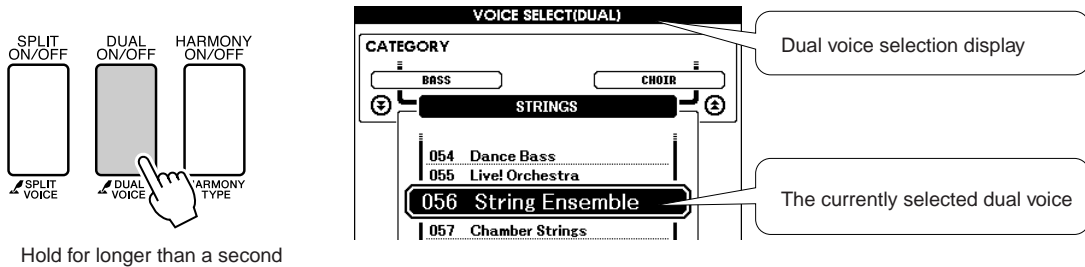 SPLIT
ON/OFF
DUAL
ON/OFF
HARMONY
ON/OFF
SPLIT
VOICE
DUAL
VOICE
ARMONY
TYPE
Hold for longer than a second
VOICE SELECT(DUAL)
CATEGORY
BASS
CHOIR
STRINGS
054 Dance Bass
055 Live! Orchestra
056 String Ensemble
057 Chamber Strings
Dual voice selection display
The currently selected dual voice